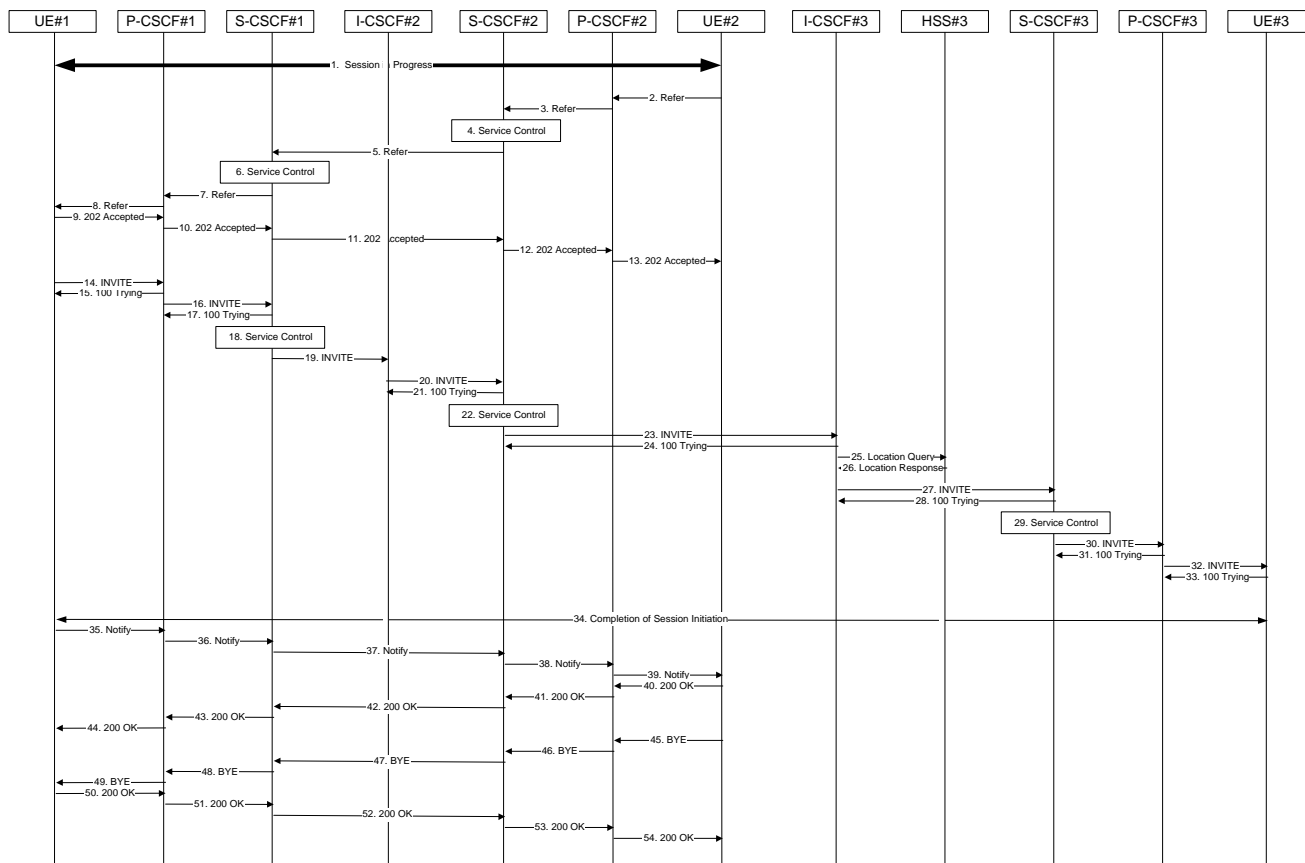 UE#1
P-CSCF#1
S-CSCF#1
I-CSCF#2
S-CSCF#2
P-CSCF#2
UE#2
I-CSCF#3
HSS#3
S-CSCF#3
P-CSCF#3
UE#3
1. Session Progress
2. Refer
3. Refer
4. Service Control
5. Refer
6. Service Control
7. Refer
8. Refer
9. 202 Accepted
10. 202 Accepted
11. 202 Accepted
12. 202 Accepted
13. 202 Accepted
14. INVITE
15. 100 Trying
16. INVITE
17. 100 Trying
18. Service Control
19. INVITE
20. INVITE
21. 100 Trying
22. Service Control
23. INVITE
24. 100 Trying
25. Location Query
26. Location Response
27. INVITE
28. 100 Trying
29. Service Control
30. INVITE
31. 100 Trying
32. INVITE
33. 100 Trying
34. Completion of Session Initiation
35. Notify
36. Notify
37. Notify
38. Notify
39. Notify
40. 200 OK
41. 200 OK
42. 200 OK
43. 200 OK
44. 200 OK
45. BYE
46. BYE
47. BYE
48. BYE
49. BYE
50. 200 OK
51. 200 OK
52. 200 OK
53. 200 OK
54. 200 OK